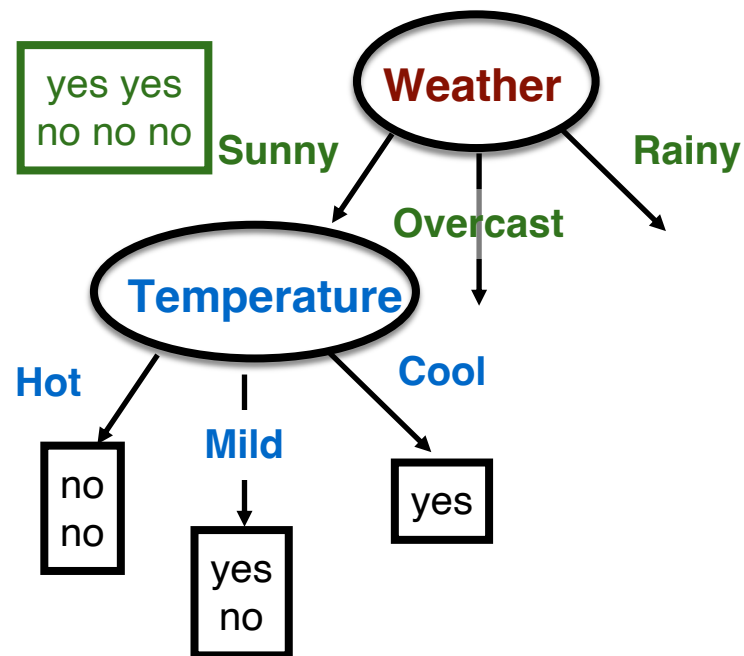 yes yes
no no no
Weather
Sunny
Overcast
Rainy
Temperature
Hot
Mild
Cool
no
no
yes
no
yes